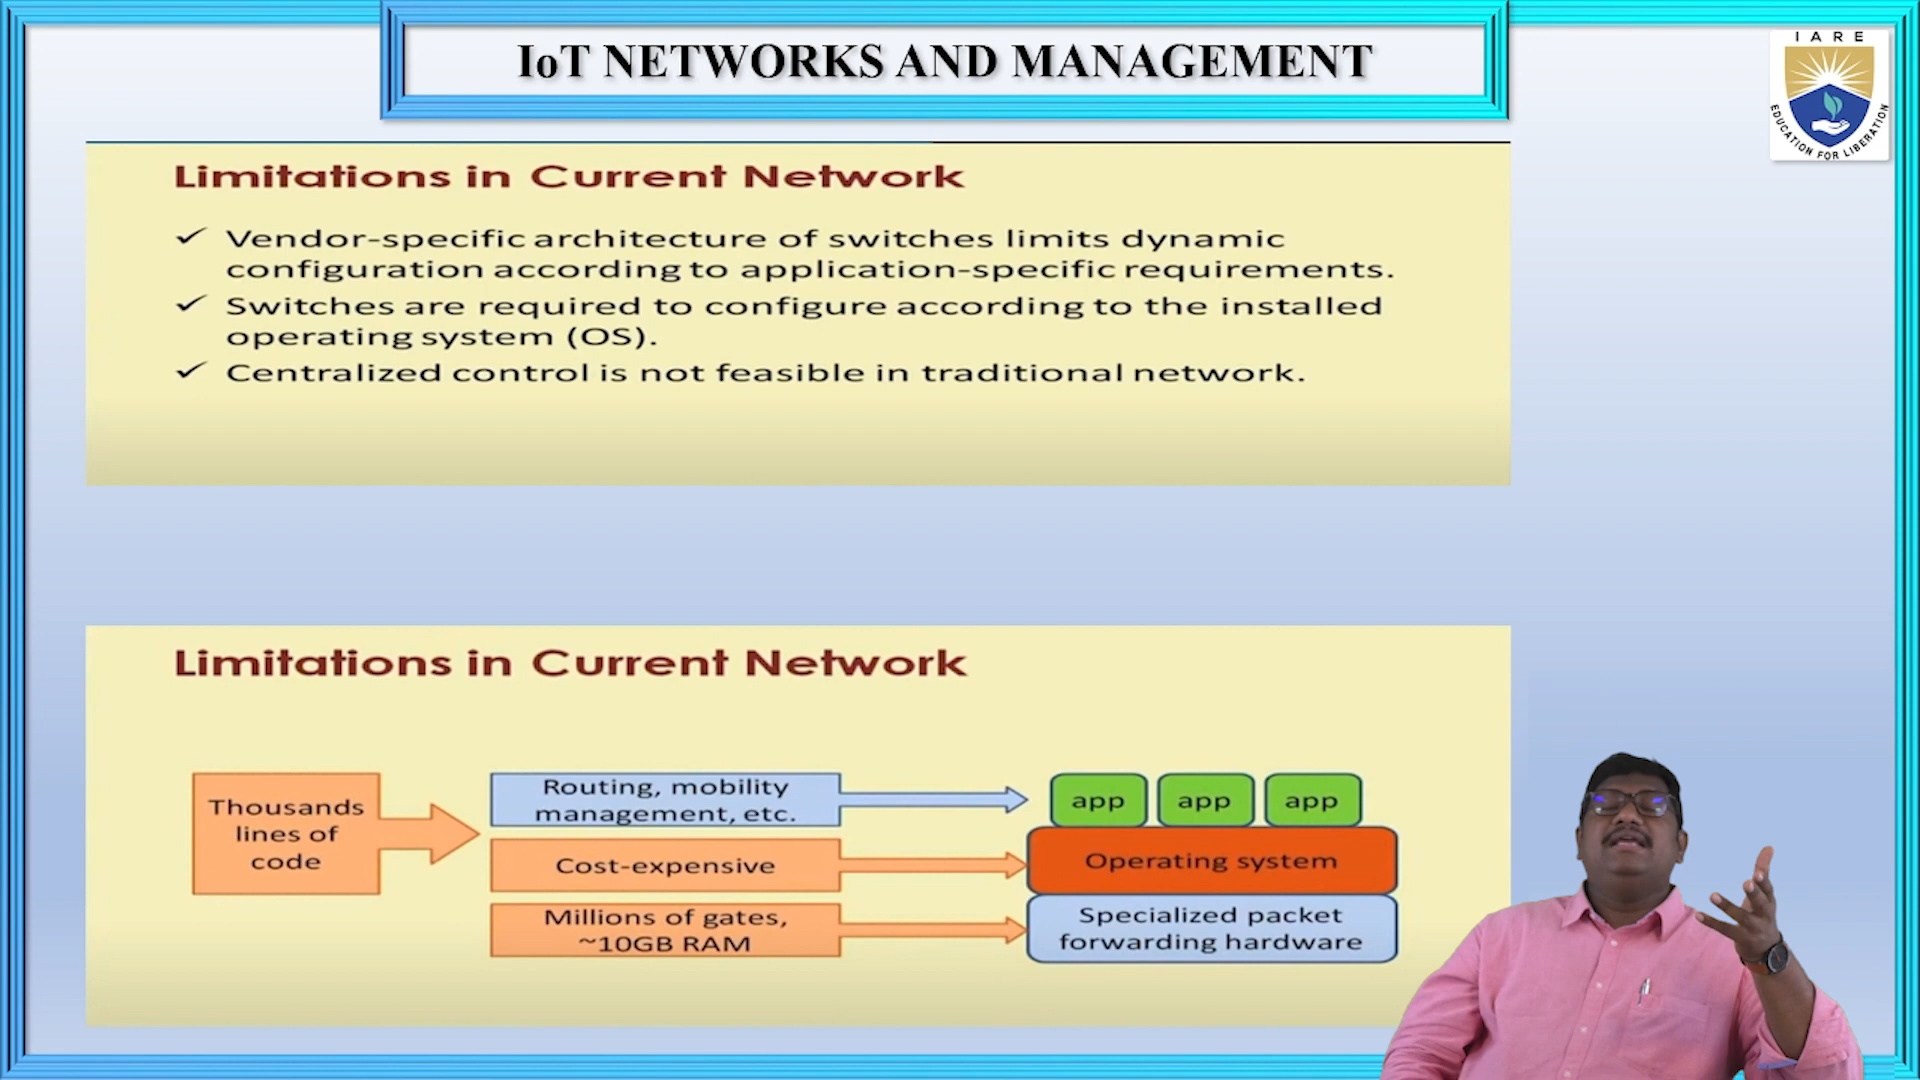 IoT NETWORKS AND MANAGEMENT
I A R E
EDUCATION FOR LIBERATION
Limitations in Current Network
✓ Vendor-specific architecture of switches limits dynamic
configuration according to application-specific requirements.
✓ Switches are required to configure according to the installed
operating system (OS).
✓ Centralized control is not feasible in traditional network.
Limitations in Current Network
Thousands
lines of
code
Routing, mobility
management, etc.
Cost-expensive
Millions of gates,
~10GB RAM
app app app
Operating system
Specialized packet
forwarding hardware